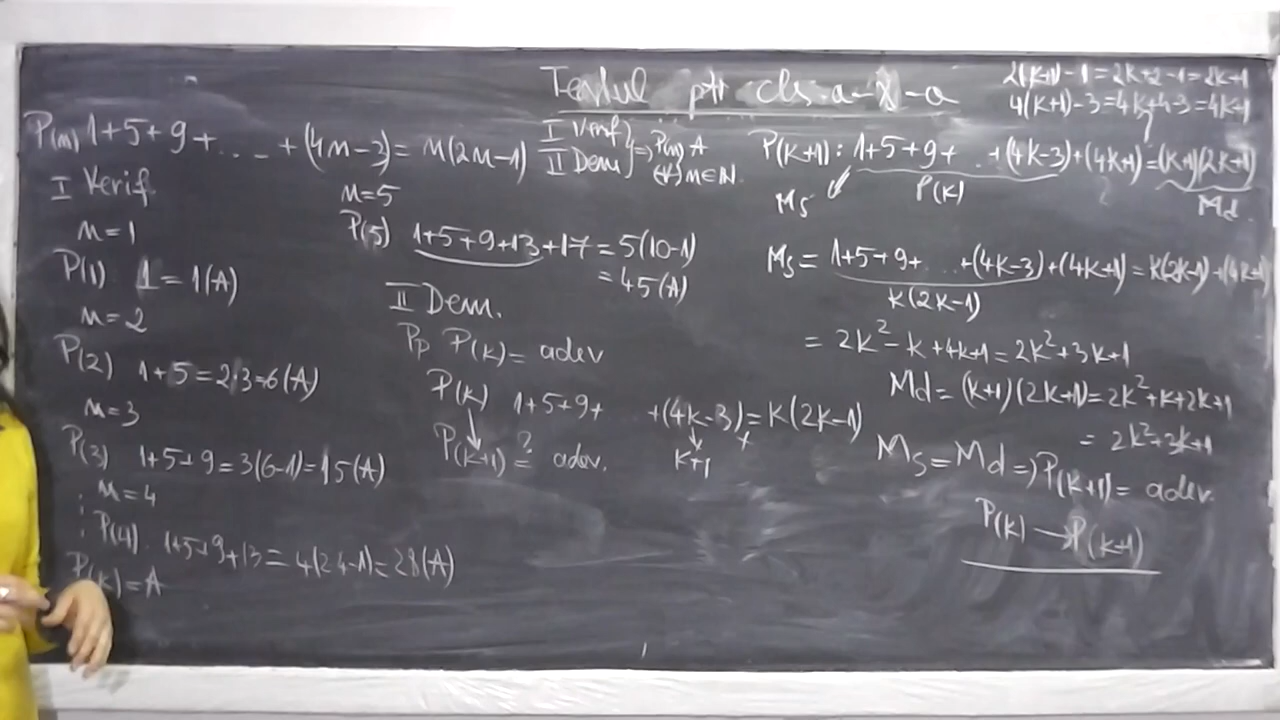 Testul ptr cls. a-X-a
P(n) 1+5+9+....+(4n-3)=n(2n-1)
I Verif
n=1
P(1) 1=1(A)
n=2
P(2) 1+5=2·3=6(A)
n=3
P(3) 1+5+9=3(6-1)=15(A)
n=4
P(4). 1+5+9+13=4(2·4-1)=28(A)
P(k)=A
I Verif
II Dem } => P(n) A
(∀) n∈N
n=5
P(5) 1+5+9+13+17=5(10-1)
=45(A)
II Dem.
Pp P(k)= adev
P(k) 1+5+9+ +(4k-3)=k(2k-1)
k+1
P(k+1)=? adev.
2(k+1)-1=2k+2-1=2k+1
4(k+1)-3=4k+4-3=4k+1
P(k+1): 1+5+9+...+(4k-3)+(4k+1)=(k+1)(2k+1)
Ms P(k) ? Md.
Ms= 1+5+9+...+(4k-3)+(4k+1)=k(2k-1)+(4k+1)
k(2k-1)
= 2k²-k+4k+1=2k²+3k+1
Md=(k+1)(2k+1)=2k²+k+2k+1
= 2k²+3k+1
Ms=Md=>P(k+1)= adev.
P(k)→P(k+1)